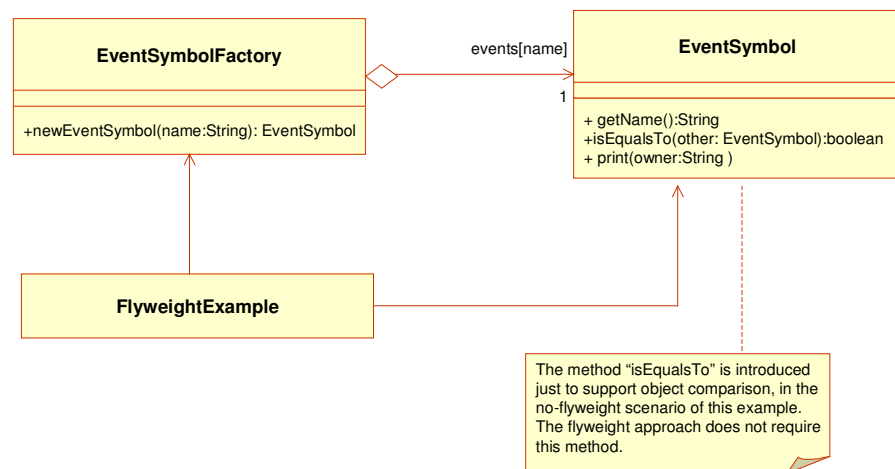 EventSymbolFactory
+newEventSymbol(name:String): EventSymbol
events[name]
1
EventSymbol
+ getName():String
+isEqualsTo(other: EventSymbol):boolean
+ print(owner:String )
FlyweightExample
The method “isEqualsTo” is introduced
just to support object comparison, in the
no-flyweight scenario of this example.
The flyweight approach does not require
this method.